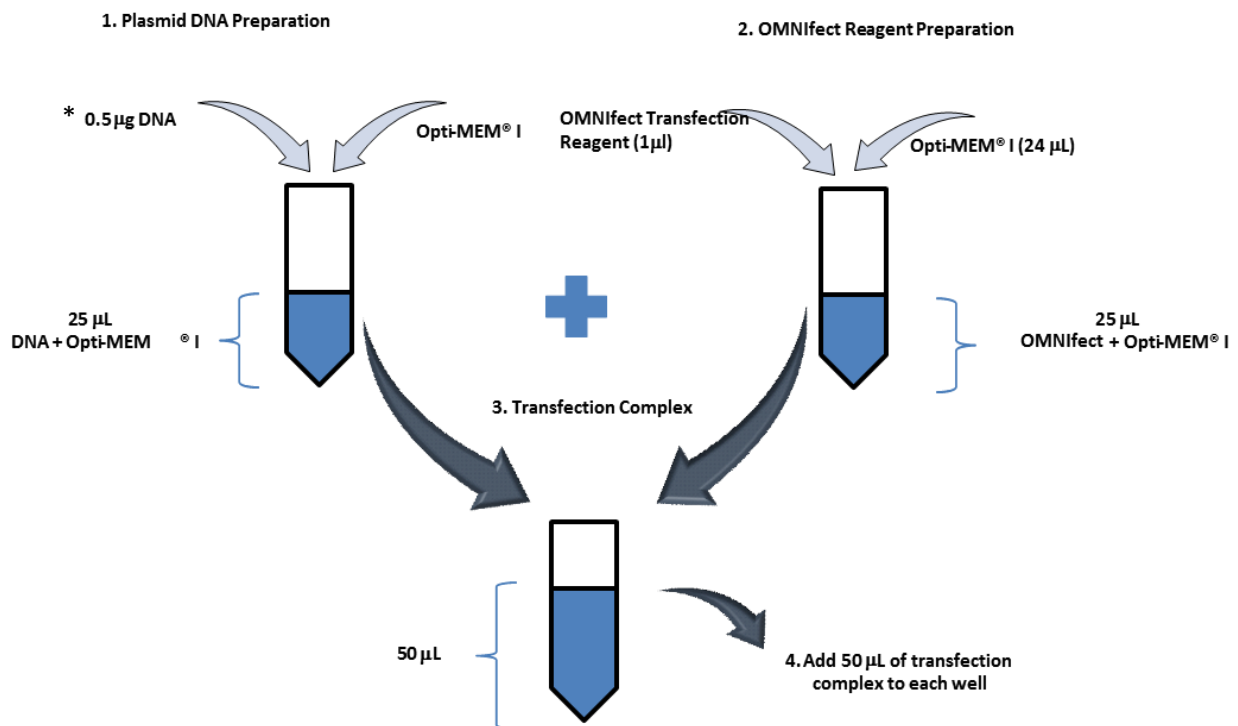 1. Plasmid DNA Preparation
2. OMNIfect Reagent Preparation
* 0.5 µg DNA
Opti-MEM® I
OMNIfect Transfection
Reagent (1µl)
Opti-MEM® I (24 µL)
25 µL
DNA + Opti-MEM ® I
25 µL
OMNIfect + Opti-MEM® I
3. Transfection Complex
50 µL
4. Add 50 µL of transfection
complex to each well